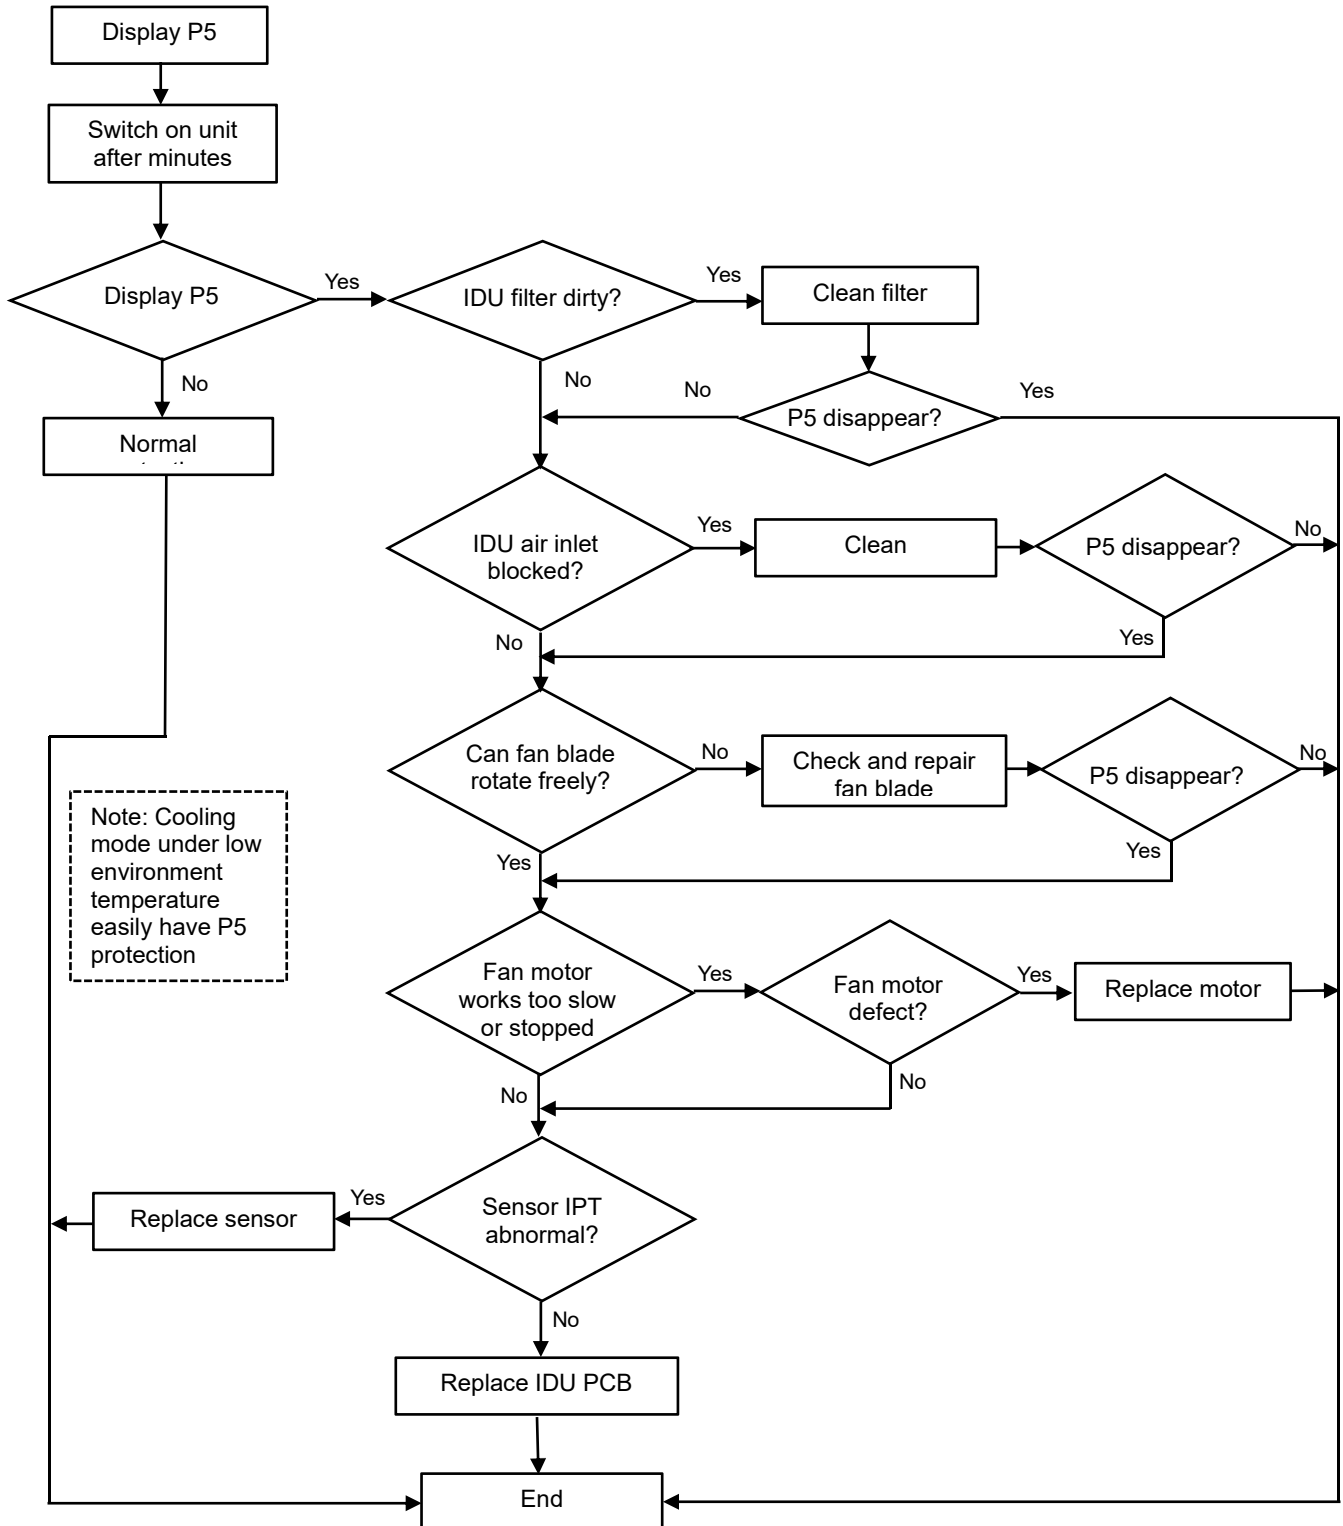 Display P5
Switch on unit
after minutes
Display P5
Yes
IDU filter dirty?
Yes
Clean filter
No
No
No
P5 disappear?
Yes
Normal
IDU air inlet
blocked?
Yes
Clean
P5 disappear?
No
No
Yes
Can fan blade
rotate freely?
No
Check and repair
fan blade
P5 disappear?
No
Yes
Yes
Note: Cooling
mode under low
environment
temperature
easily have P5
protection
Fan motor
works too slow
or stopped
Yes
Fan motor
defect?
Yes
Replace motor
No
No
Sensor IPT
abnormal?
Yes
Replace sensor
No
Replace IDU PCB
End